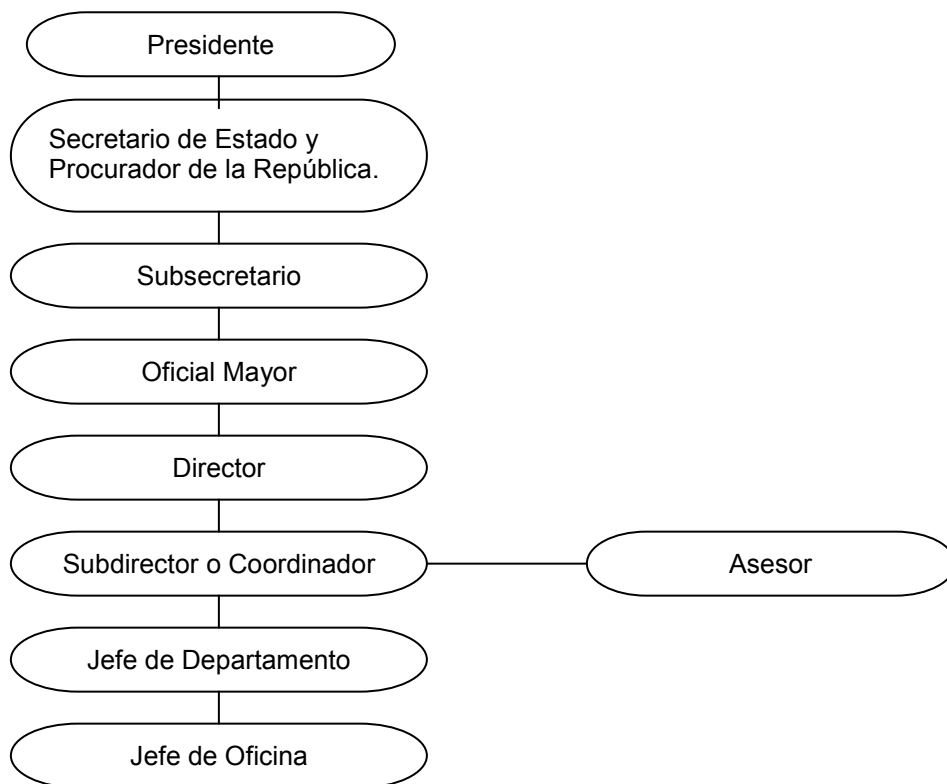 Presidente
Secretario de Estado y
Procurador de la República.
Subsecretario
Oficial Mayor
Director
Subdirector o Coordinador
Asesor
Jefe de Departamento
Jefe de Oficina